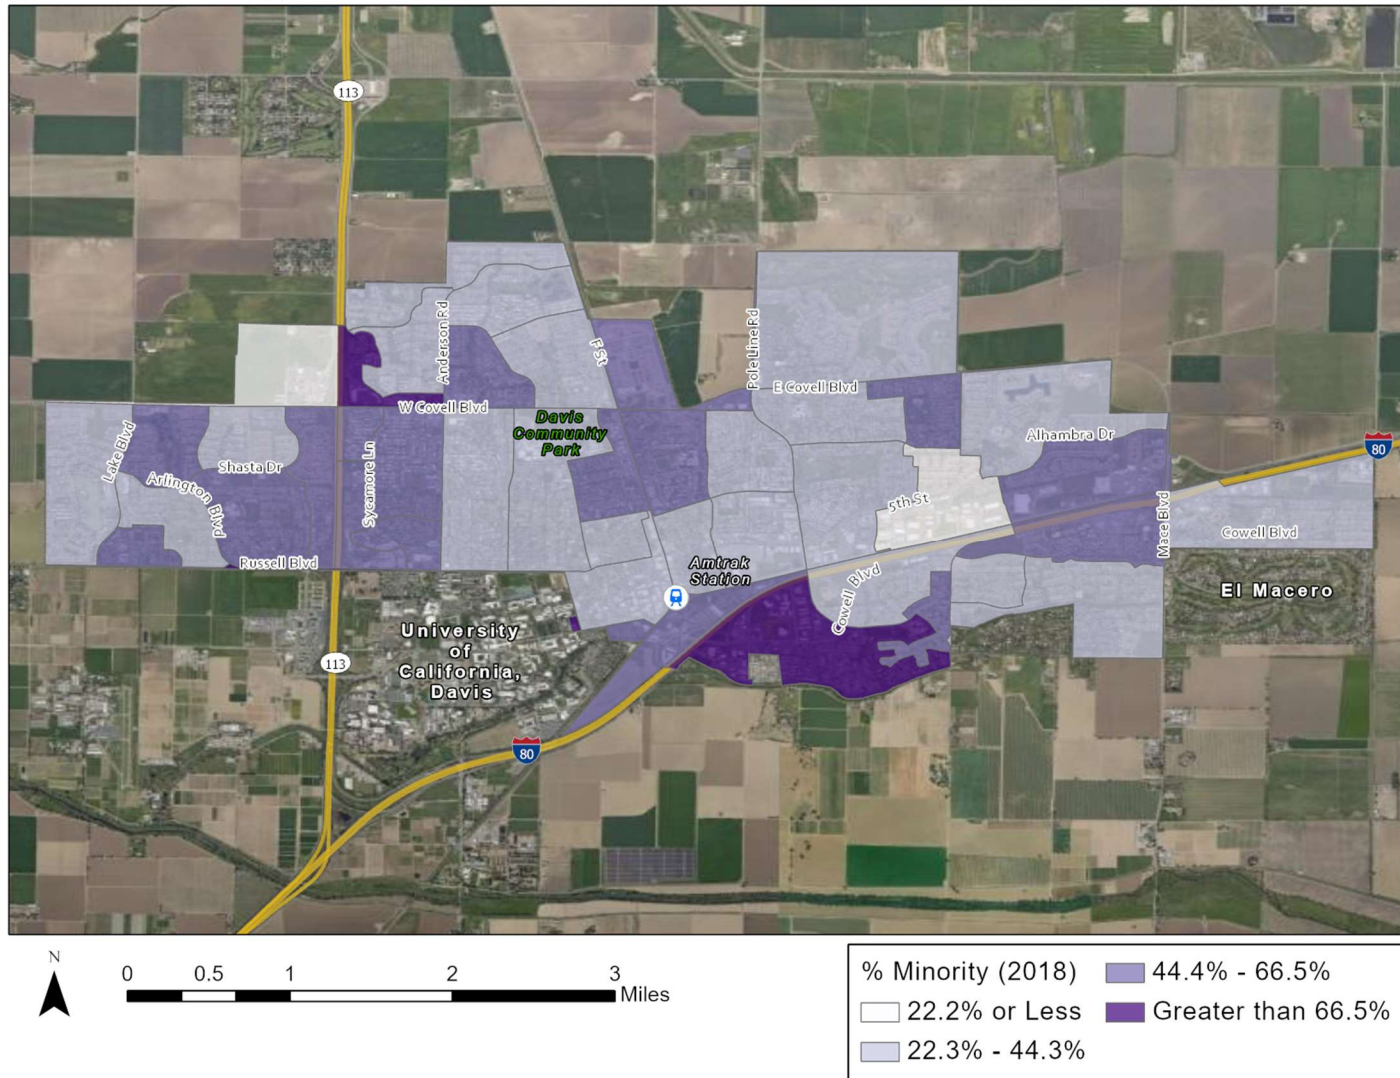 113
Anderson Rd
F St
Pole Line Rd
E Covell Blvd
W Covell Blvd
Davis
Community
Park
Lake Blvd
Shasta Dr
Arlington Blvd
Sycamore Ln
Alhambra Dr
80
5th St
Mace Blvd
Cowell Blvd
Russell Blvd
Amtrak
Station
Cowell Blvd
El Macero
University
of
California,
Davis
113
80
N
0 0.5 1 2 3
Miles
% Minority (2018)
22.2% or Less
22.3% - 44.3%
44.4% - 66.5%
Greater than 66.5%